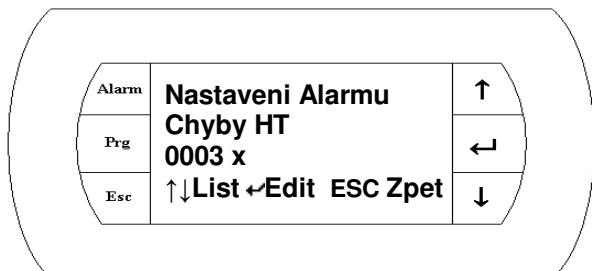 Alarm
Prg
Esc
Nastaveni Alarmu
Chyby HT
0003 x
↑↓List ↵Edit ESC Zpet
↑
↵
↓